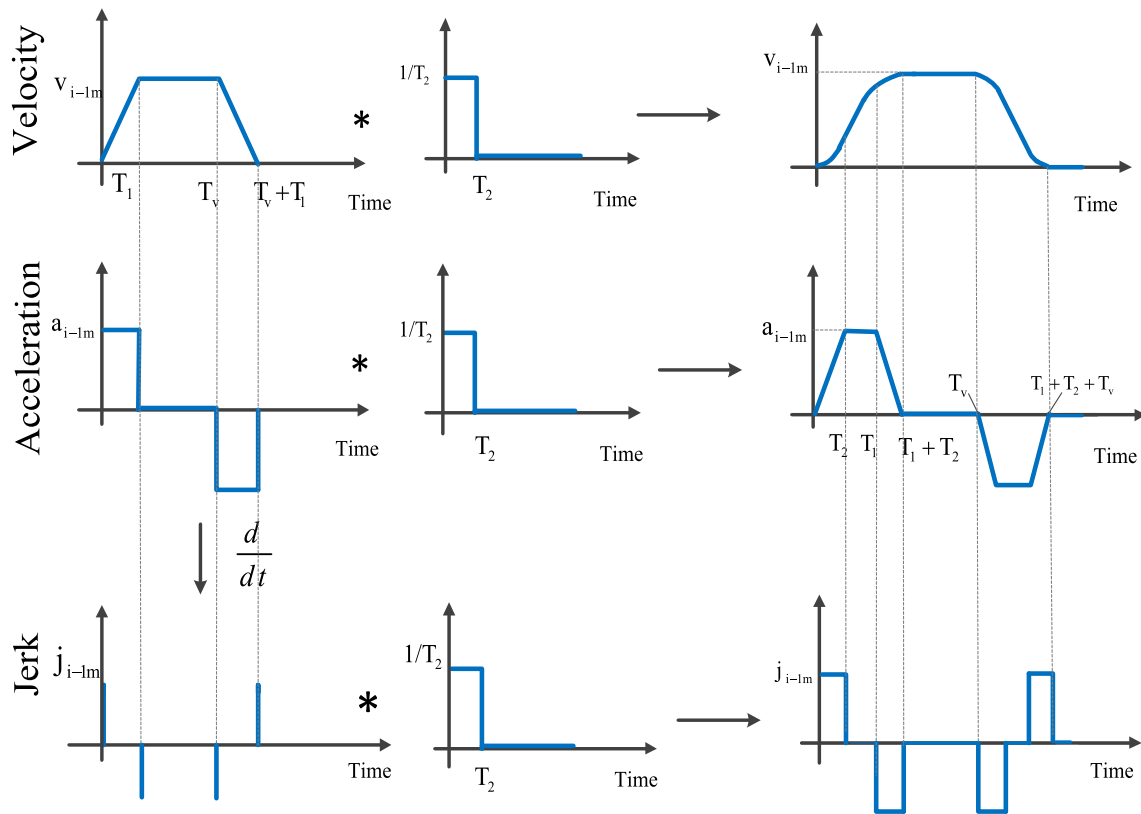 Velocity
v i−1m
T1
Tv
Tv + T1
Time
*
1/T2
T2
Time
v i−1m
Time
Acceleration
a i−1m
Time
*
1/T2
T2
Time
a i−1m
T2
T1
T1 + T2
Tv
T1 + T2 + Tv
Time
d
dt
Jerk
j i−1m
Time
*
1/T2
T2
Time
j i−1m
Time